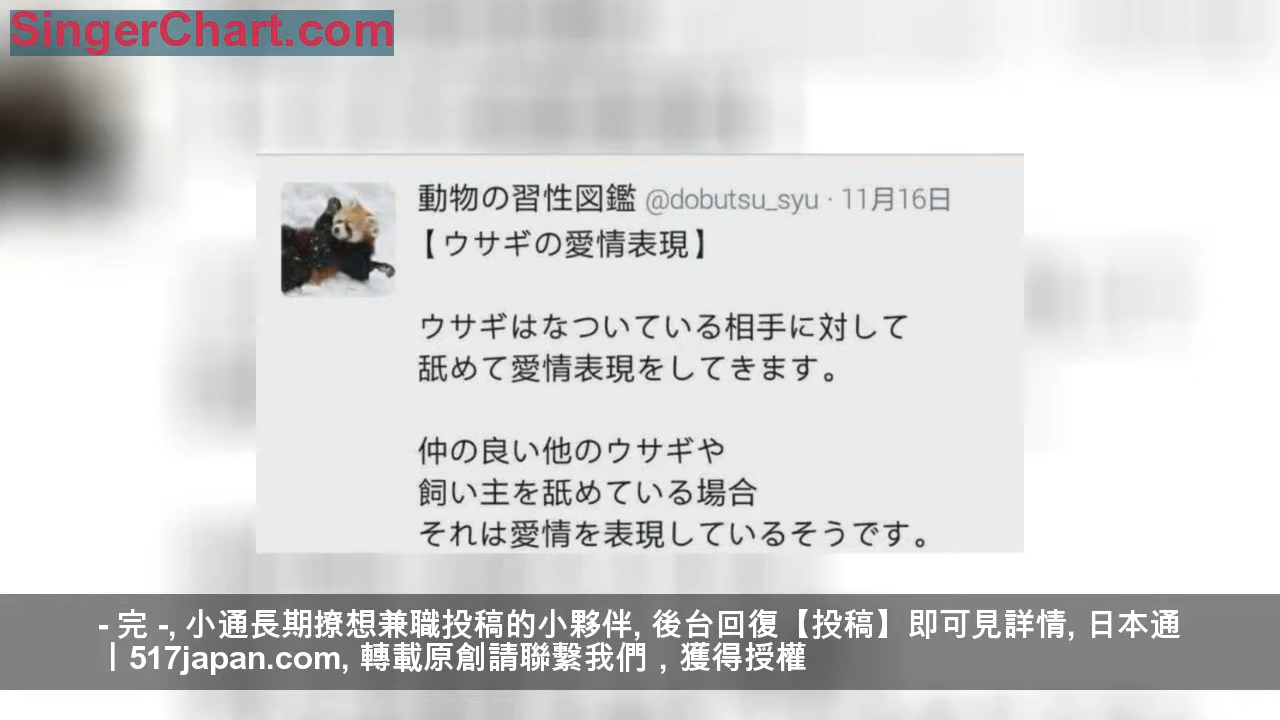 SingerChart.com
動物の習性図鑑 @dobutsu_syu · 11月16日
【ウサギの愛情表現】
ウサギはなついている相手に対して
舐めて愛情表現をしてきます。
仲の良い他のウサギや
飼い主を舐めている場合
それは愛情を表現しているそうです。
- 完 -, 小通長期撩想兼職投稿的小夥伴, 後台回復【投稿】即可見詳情, 日本通
丨517japan.com, 轉載原創請聯繫我們，獲得授權